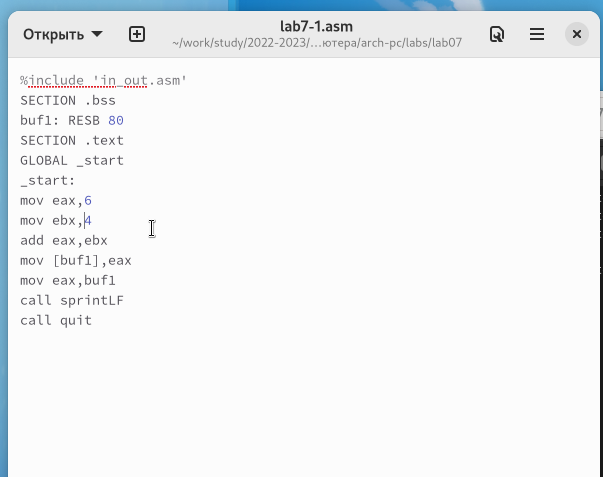 Открыть
lab7-1.asm
~/work/study/2022-2023/…ютера/arch-pc/labs/lab07
%include 'in_out.asm'
SECTION .bss
buf1: RESB 80
SECTION .text
GLOBAL _start
_start:
mov eax,6
mov ebx,4
add eax,ebx
mov [buf1],eax
mov eax,buf1
call sprintLF
call quit